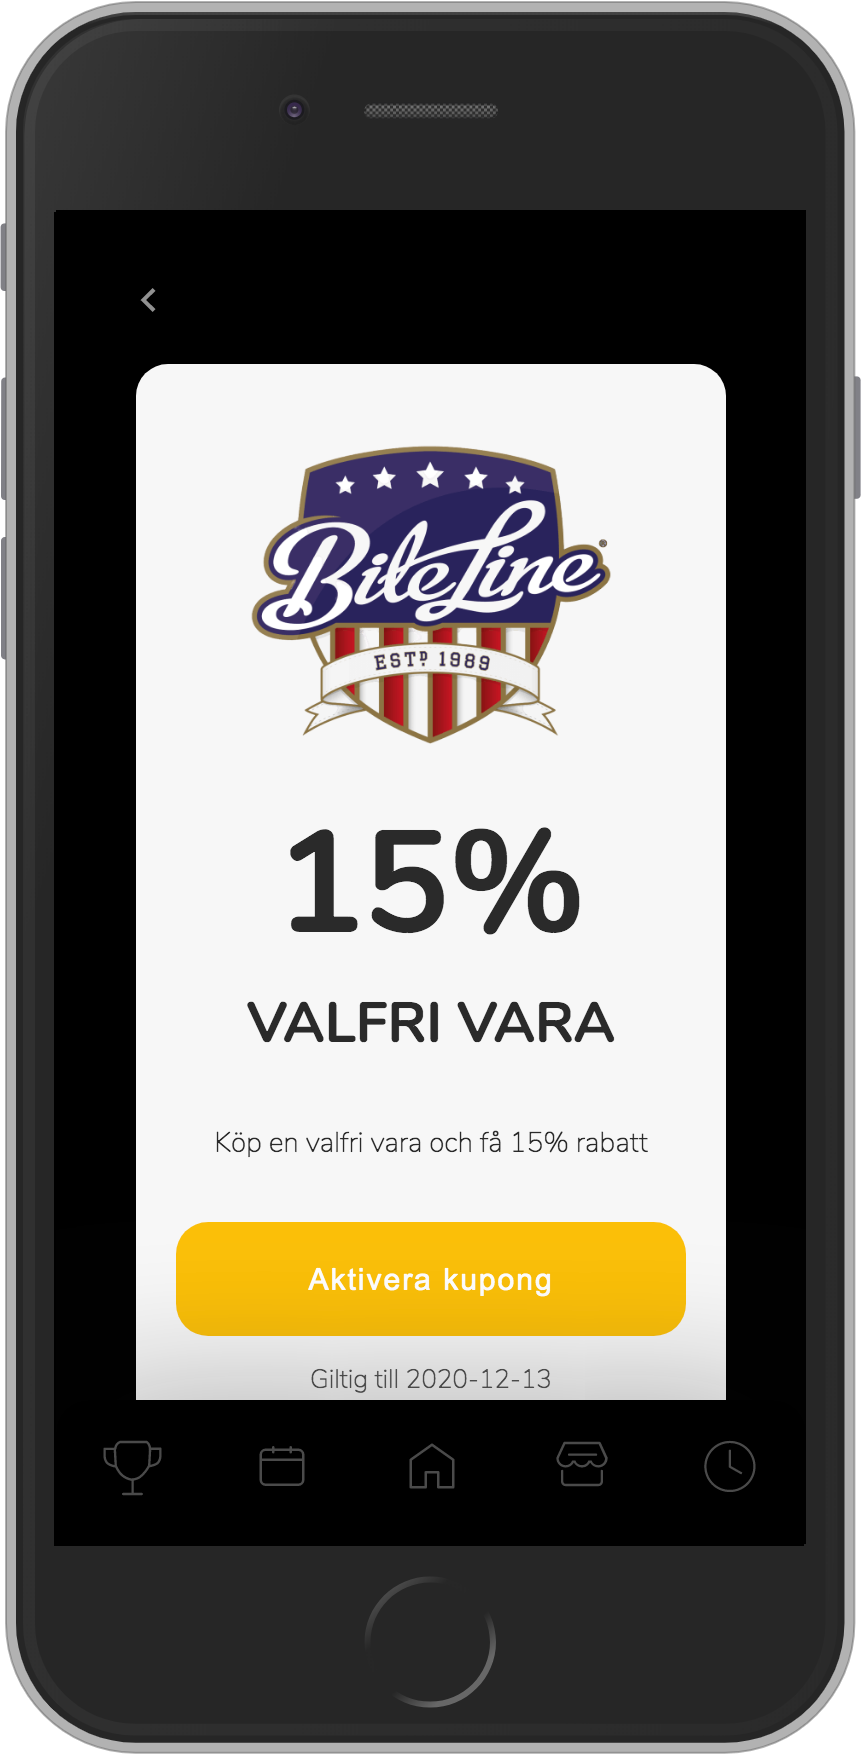 BiteLine®
ESTD 1989
15%
VALFRI VARA
Köp en valfri vara och få 15% rabatt
Aktivera kupong
Giltig till 2020-12-13